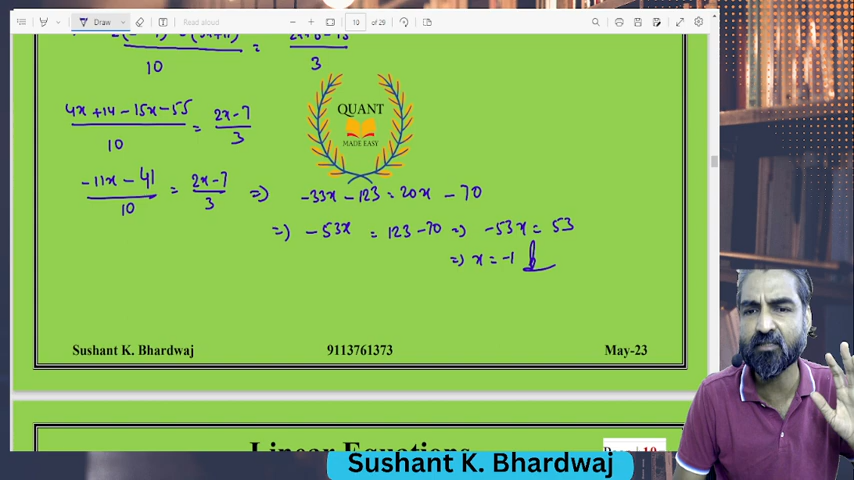 Draw
Read aloud
10 of 29
10
3
4x+14-15x-55 / 10 = 2x-7 / 3
QUANT
MADE EASY
-11x-41 / 10 = 2x-7 / 3 => -33x-123=20x-70
=> -53x = 123-70 => -53x = 53
=> x = -1
Sushant K. Bhardwaj 9113761373 May-23
Linear Equations
Sushant K. Bhardwaj